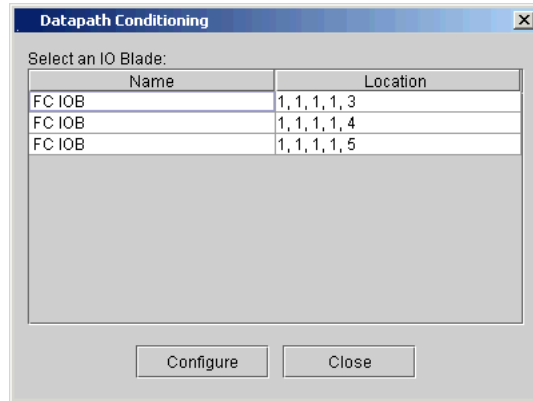 Datapath Conditioning
Select an IO Blade:
Name Location
FC IOB 1, 1, 1, 1, 3
FC IOB 1, 1, 1, 1, 4
FC IOB 1, 1, 1, 1, 5
Configure Close